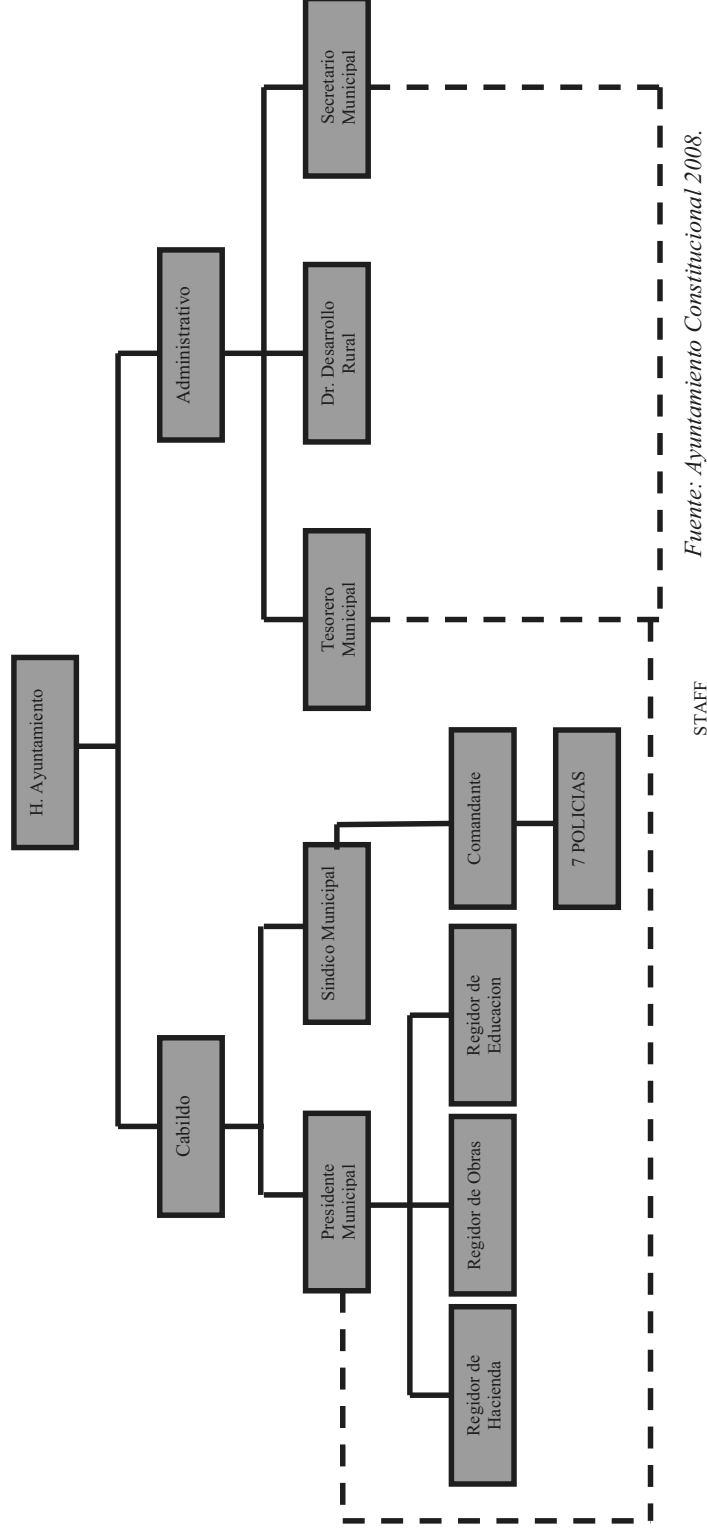 H. Ayuntamiento
Cabildo
Administrativo
Presidente
Municipal
Sindico Municipal
Tesorero
Municipal
Dr. Desarrollo
Rural
Secretario
Municipal
Regidor de
Hacienda
Regidor de Obras
Regidor de
Educacion
Comandante
7 POLICIAS
STAFF
Fuente: Ayuntamiento Constitucional 2008.